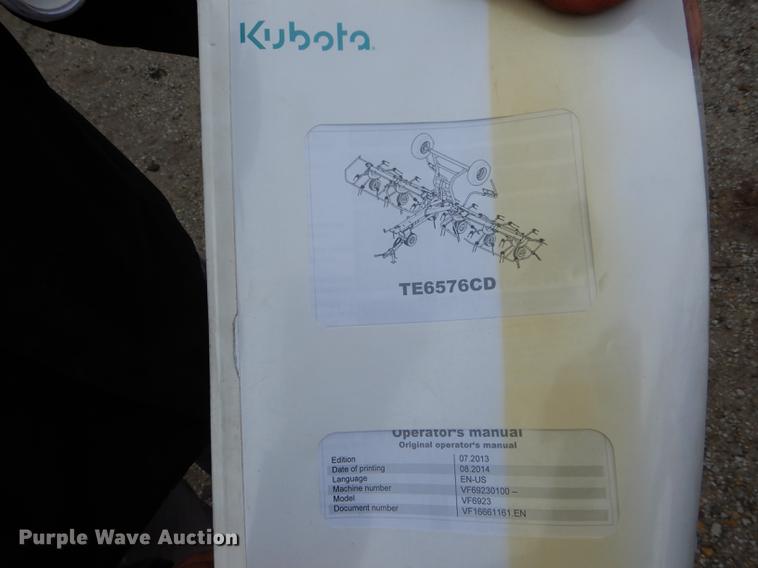 Kubota
TE6576CD
Operator's manual
Original operator's manual
Edition 07.2013
Date of printing 08.2014
Language EN-US
Machine number VF69230100 –
Model VF6923
Document number VF16661161.EN
Purple Wave Auction